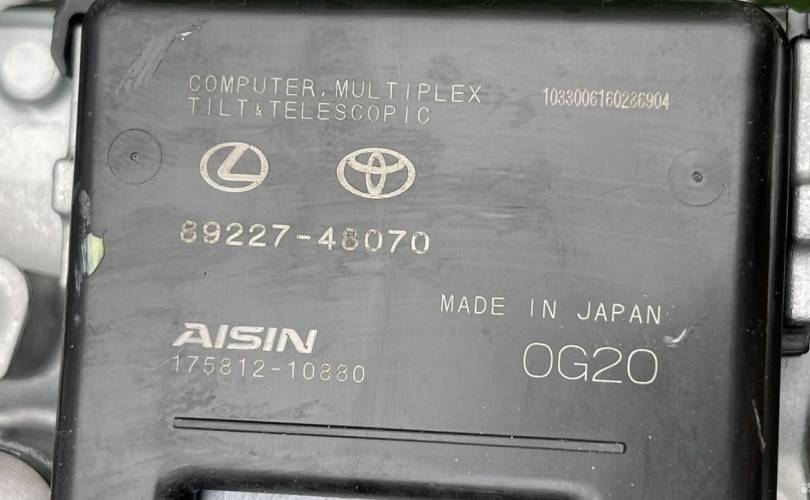 COMPUTER, MULTIPLEX
TILT&TELESCOPIC
1033006160286904
89227-48070
MADE IN JAPAN
AISIN
175812-10880
0G20